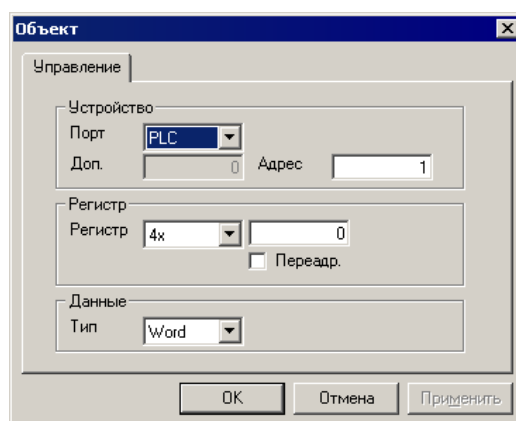 Объект
Управление
Устройство
Порт PLC
Доп. 0 Адрес 1
Регистр
Регистр 4x 0
Переадр.
Данные
Тип Word
OK Отмена Применить